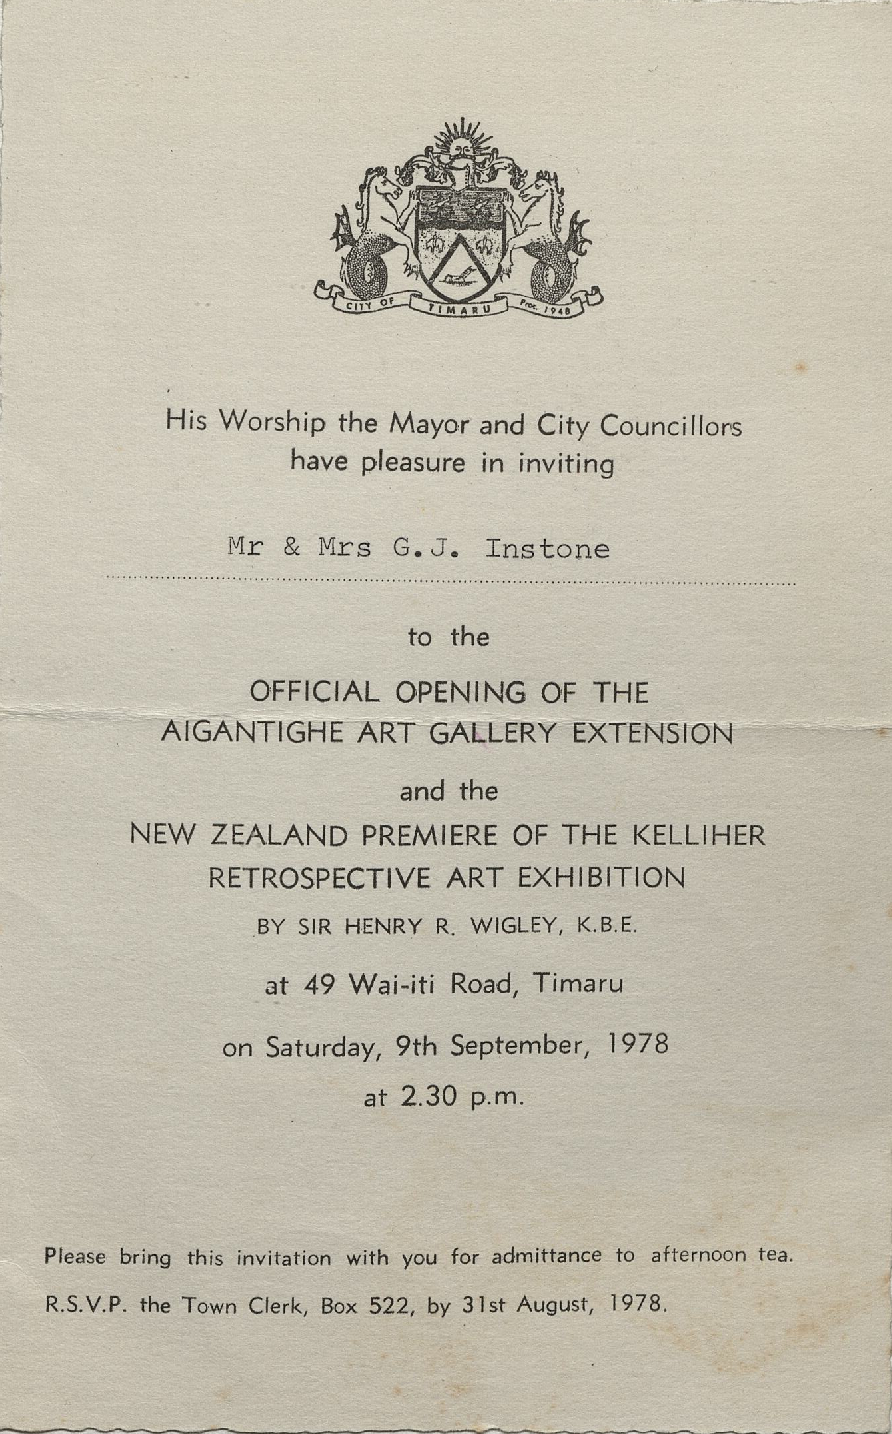 CITY OF TIMARU Proc. 1948
His Worship the Mayor and City Councillors
have pleasure in inviting
Mr & Mrs G.J. Instone
to the
OFFICIAL OPENING OF THE
AIGANTIGHE ART GALLERY EXTENSION
and the
NEW ZEALAND PREMIERE OF THE KELLIHER
RETROSPECTIVE ART EXHIBITION
BY SIR HENRY R. WIGLEY, K.B.E.
at 49 Wai-iti Road, Timaru
on Saturday, 9th September, 1978
at 2.30 p.m.
Please bring this invitation with you for admittance to afternoon tea.
R.S.V.P. the Town Clerk, Box 522, by 31st August, 1978.